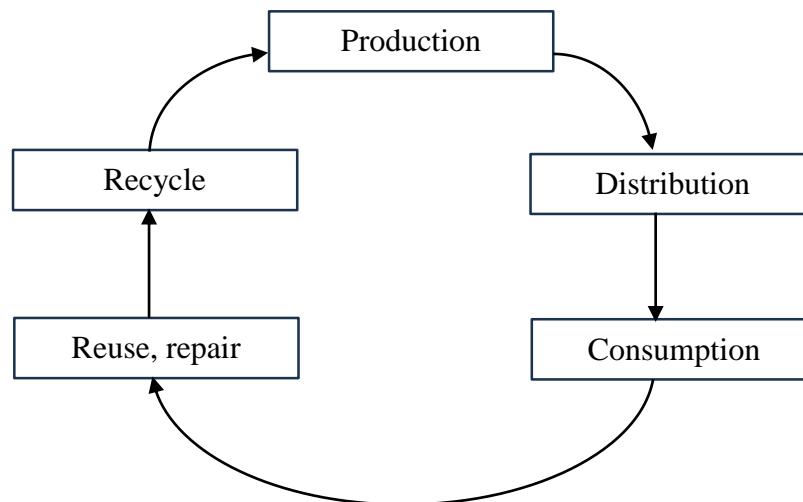 Production
Recycle
Distribution
Reuse, repair
Consumption